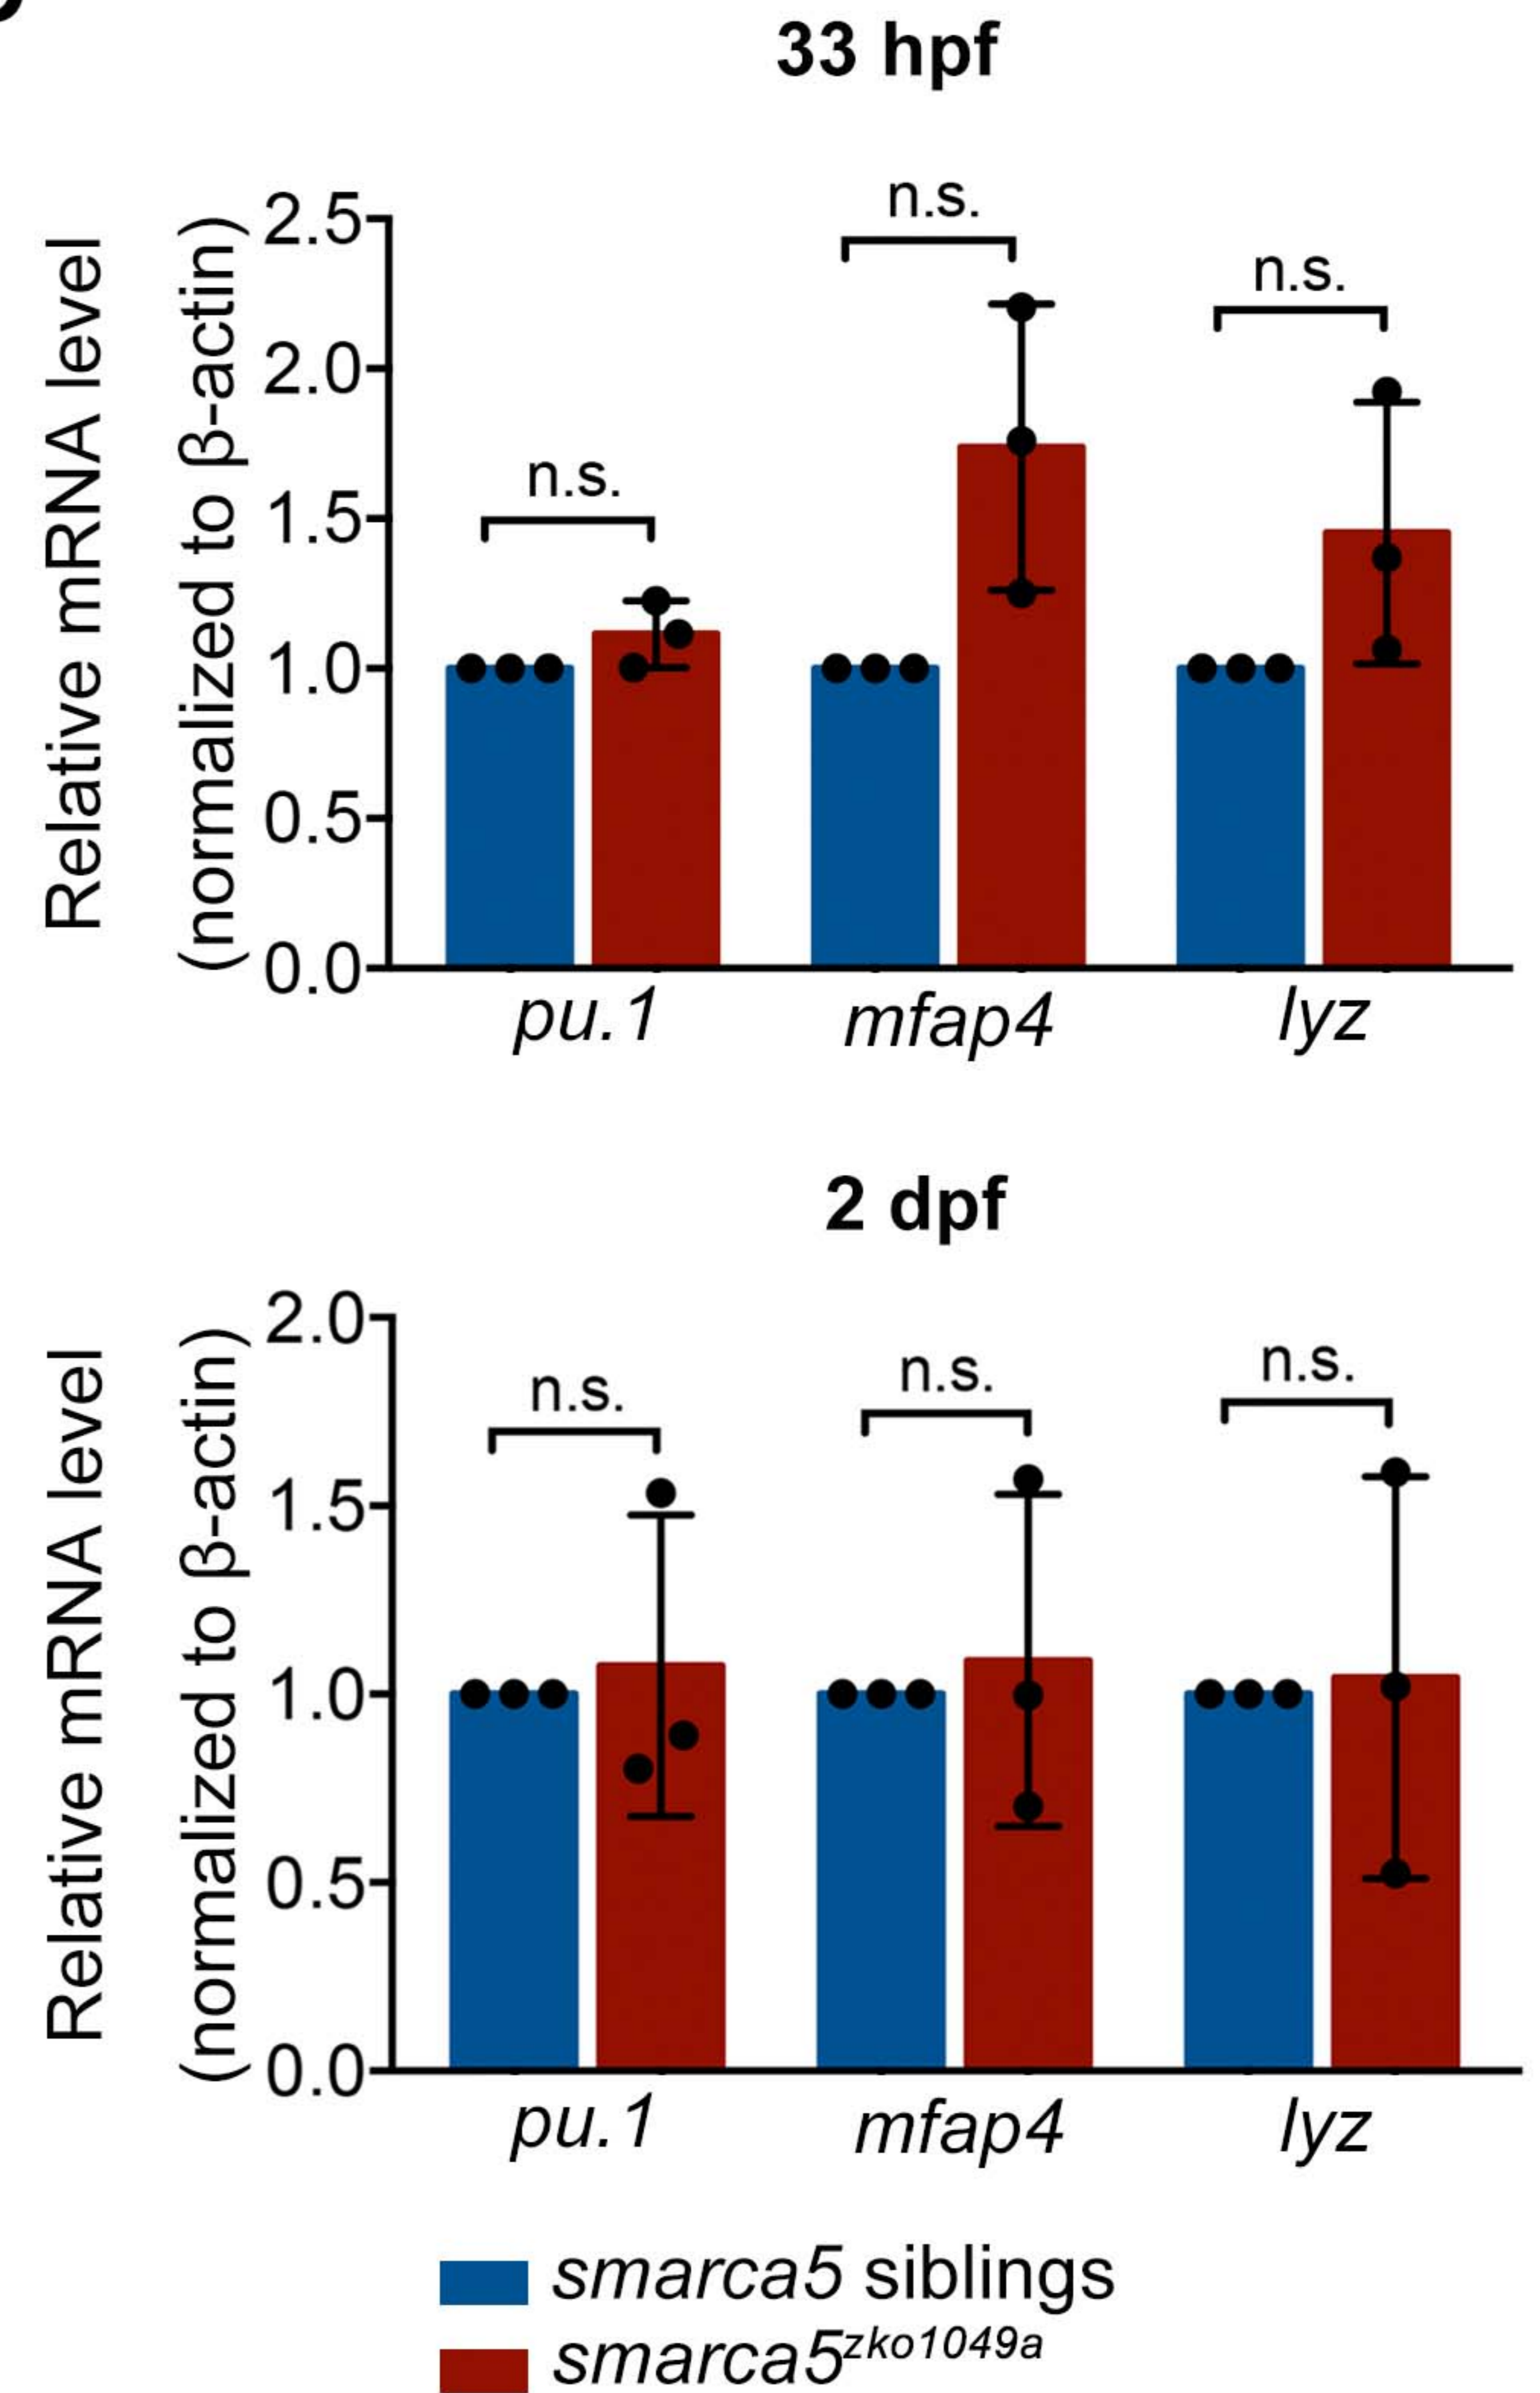 33 hpf
Relative mRNA level
(normalized to β-actin)
2.5
2.0
1.5
1.0
0.5
0.0
n.s.
n.s.
n.s.
pu.1
mfap4
lyz
2 dpf
Relative mRNA level
(normalized to β-actin)
2.0
1.5
1.0
0.5
0.0
n.s.
n.s.
n.s.
pu.1
mfap4
lyz
smarca5 siblings
smarca5zko1049a